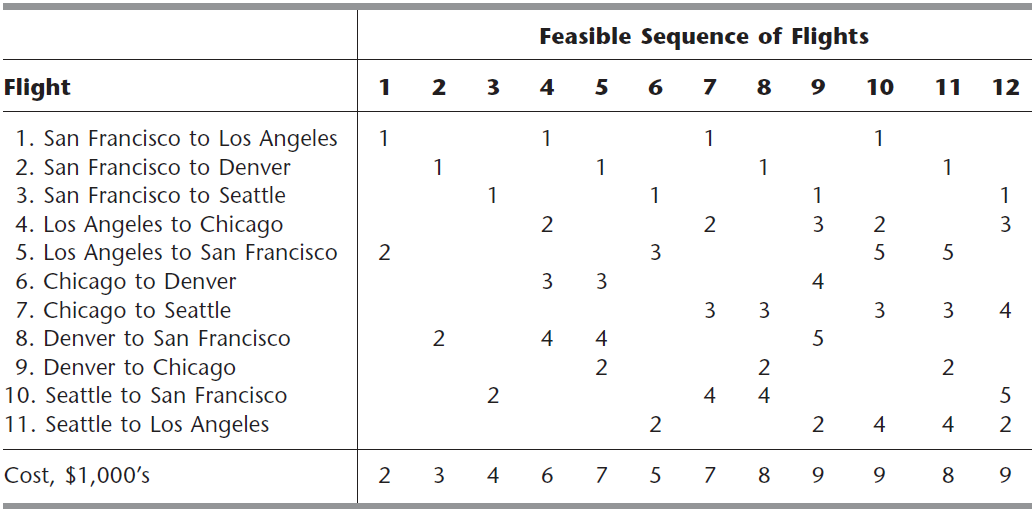 Feasible Sequence of Flights
Flight 1 2 3 4 5 6 7 8 9 10 11 12
1. San Francisco to Los Angeles 1 1 1 1
2. San Francisco to Denver 1 1 1 1
3. San Francisco to Seattle 1 1 1 1
4. Los Angeles to Chicago 2 2 3 2 3
5. Los Angeles to San Francisco 2 3 5 5
6. Chicago to Denver 3 3 4
7. Chicago to Seattle 3 3 3 3 4
8. Denver to San Francisco 2 4 4 5
9. Denver to Chicago 2 2 2
10. Seattle to San Francisco 2 4 4 5
11. Seattle to Los Angeles 2 2 4 4 2
Cost, $1,000’s 2 3 4 6 7 5 7 8 9 9 8 9